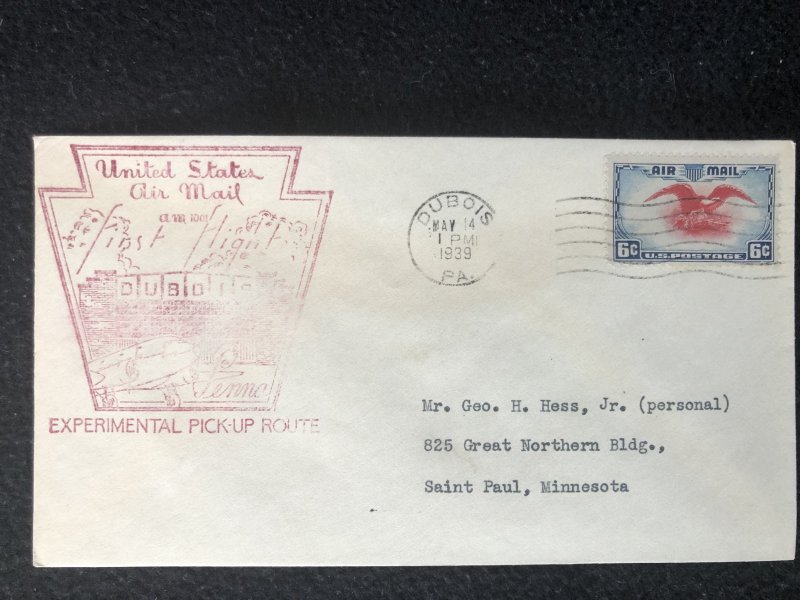 United States
Air Mail
am 1001
First Flight
DUBOIS
Penna
EXPERIMENTAL PICK-UP ROUTE
DUBOIS
MAY 14
1 PM
1939
PA.
AIR MAIL
6¢ U.S. POSTAGE 6¢
Mr. Geo. H. Hess, Jr. (personal)
825 Great Northern Bldg.,
Saint Paul, Minnesota